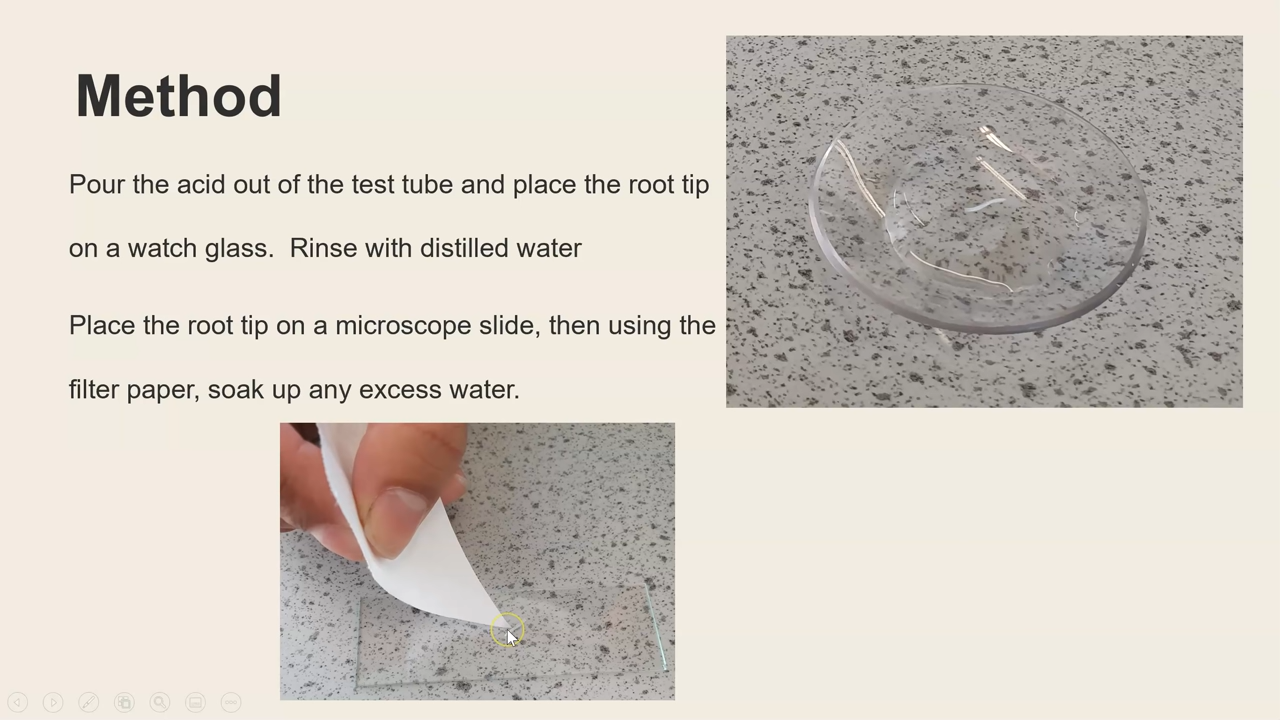 Method
Pour the acid out of the test tube and place the root tip
on a watch glass.  Rinse with distilled water
Place the root tip on a microscope slide, then using the
filter paper, soak up any excess water.